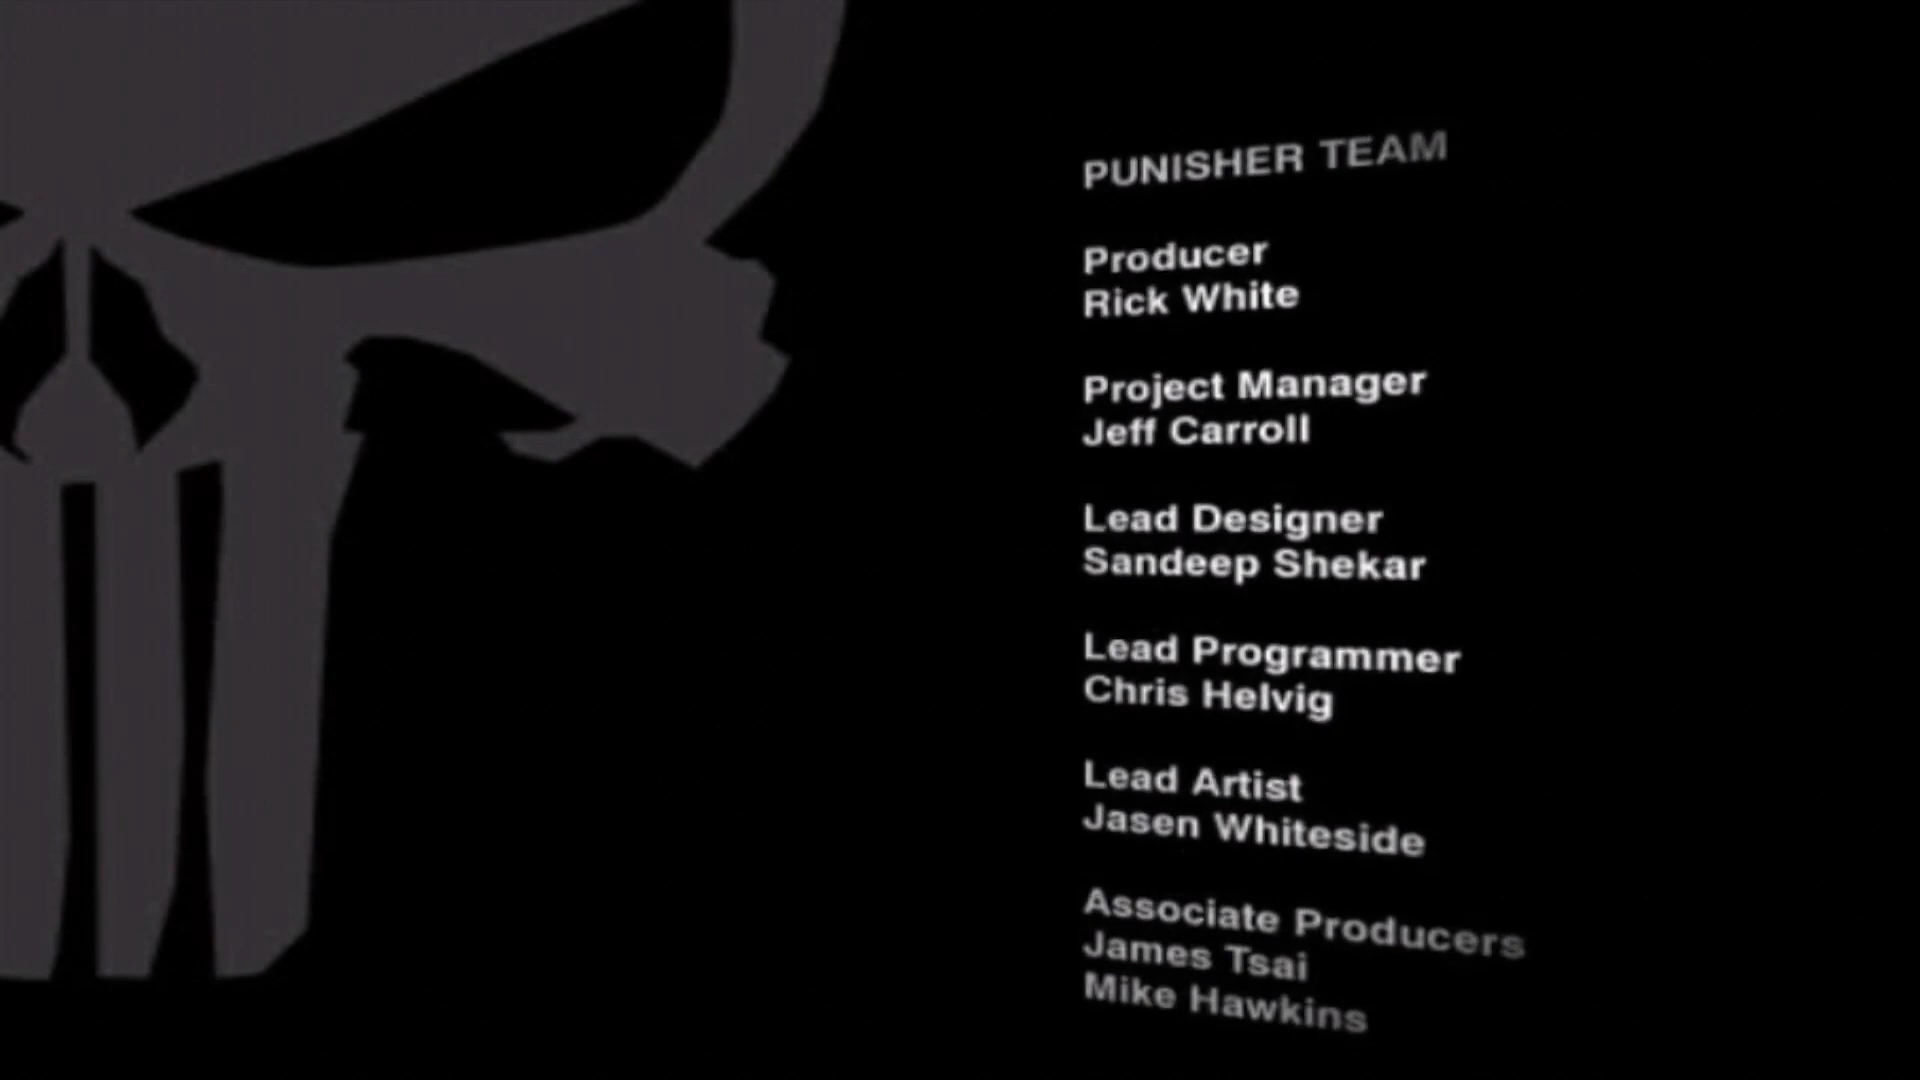 PUNISHER TEAM
Producer
Rick White
Project Manager
Jeff Carroll
Lead Designer
Sandeep Shekar
Lead Programmer
Chris Helvig
Lead Artist
Jasen Whiteside
Associate Producers
James Tsai
Mike Hawkins